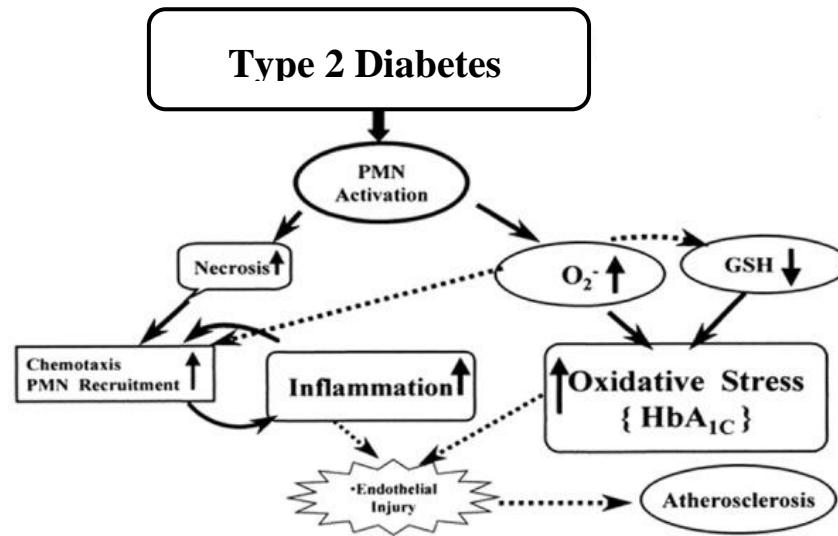 Type 2 Diabetes
PMN
Activation
Necrosis
O₂⁻
GSH
Chemotaxis
PMN Recruitment
Inflammation
Oxidative Stress
{ HbA₁C }
•Endothelial
Injury
Atherosclerosis